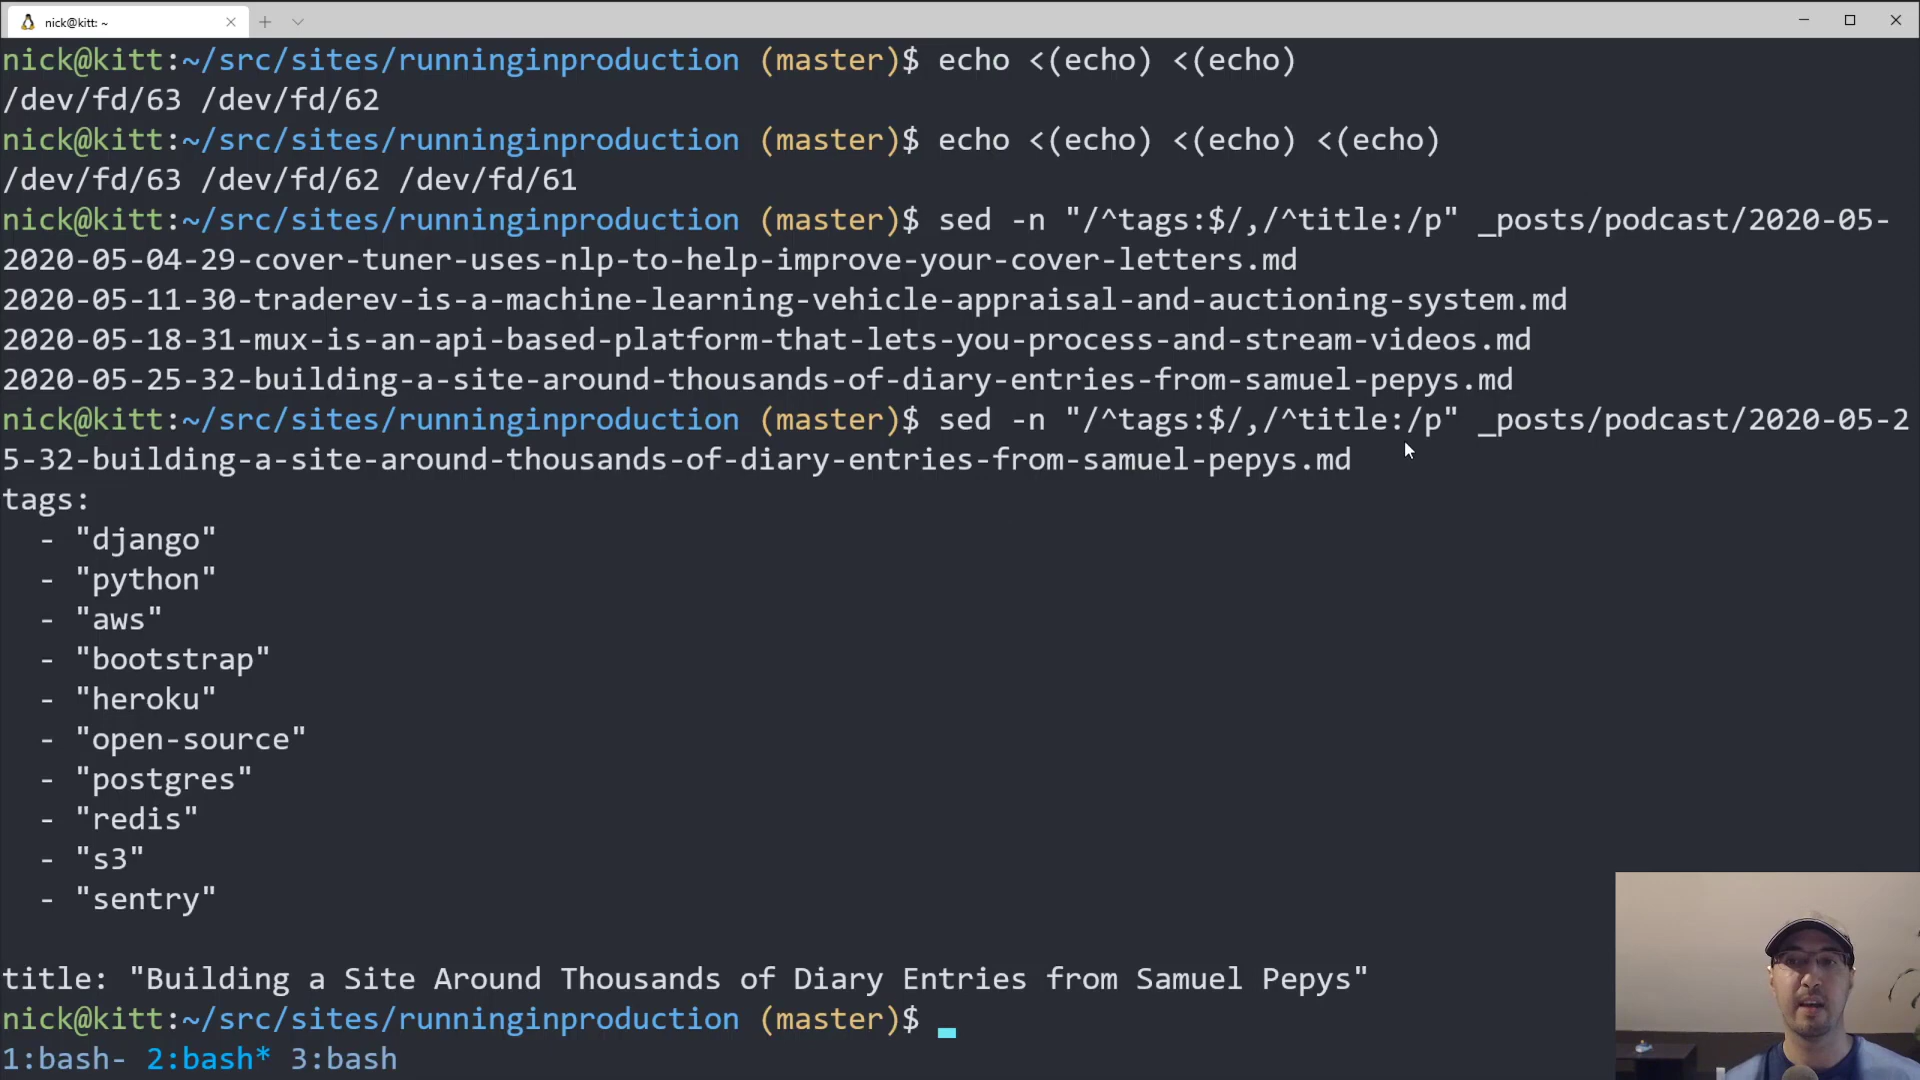 nick@kitt: ~
nick@kitt:~/src/sites/runninginproduction (master)$ echo <(echo) <(echo)
/dev/fd/63 /dev/fd/62
nick@kitt:~/src/sites/runninginproduction (master)$ echo <(echo) <(echo) <(echo)
/dev/fd/63 /dev/fd/62 /dev/fd/61
nick@kitt:~/src/sites/runninginproduction (master)$ sed -n "/^tags:$/,/^title:/p" _posts/podcast/2020-05-
2020-05-04-29-cover-tuner-uses-nlp-to-help-improve-your-cover-letters.md
2020-05-11-30-traderev-is-a-machine-learning-vehicle-appraisal-and-auctioning-system.md
2020-05-18-31-mux-is-an-api-based-platform-that-lets-you-process-and-stream-videos.md
2020-05-25-32-building-a-site-around-thousands-of-diary-entries-from-samuel-pepys.md
nick@kitt:~/src/sites/runninginproduction (master)$ sed -n "/^tags:$/,/^title:/p" _posts/podcast/2020-05-2
5-32-building-a-site-around-thousands-of-diary-entries-from-samuel-pepys.md
tags:
  - "django"
  - "python"
  - "aws"
  - "bootstrap"
  - "heroku"
  - "open-source"
  - "postgres"
  - "redis"
  - "s3"
  - "sentry"
title: "Building a Site Around Thousands of Diary Entries from Samuel Pepys"
nick@kitt:~/src/sites/runninginproduction (master)$
1:bash- 2:bash* 3:bash